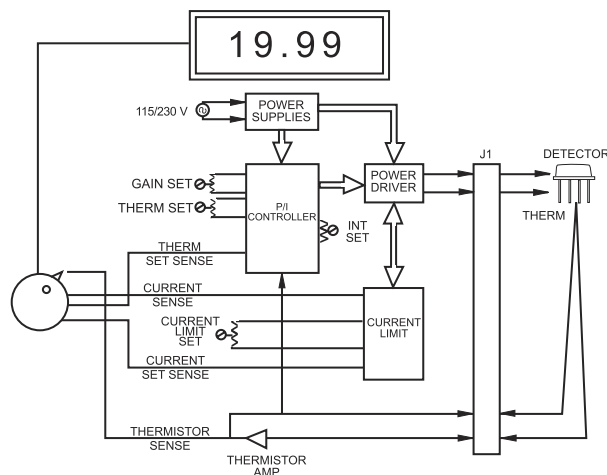 19.99
115/230 V
POWER
SUPPLIES
J1
DETECTOR
GAIN SET
THERM SET
P/I
CONTROLLER
POWER
DRIVER
THERM
INT
SET
THERM
SET SENSE
CURRENT
SENSE
CURRENT
LIMIT
SET
CURRENT
LIMIT
CURRENT
SET SENSE
THERMISTOR
SENSE
THERMISTOR
AMP